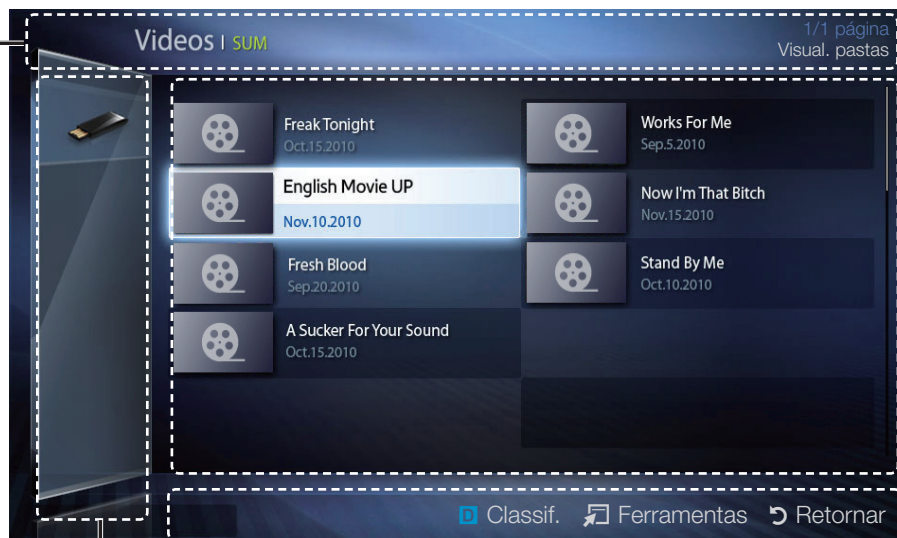 Videos | SUM
1/1 página
Visual. pastas
Freak Tonight
Oct.15.2010
Works For Me
Sep.5.2010
English Movie UP
Nov.10.2010
Now I'm That Bitch
Nov.15.2010
Fresh Blood
Sep.20.2010
Stand By Me
Oct.10.2010
A Sucker For Your Sound
Oct.15.2010
D Classif. Ferramentas Retornar